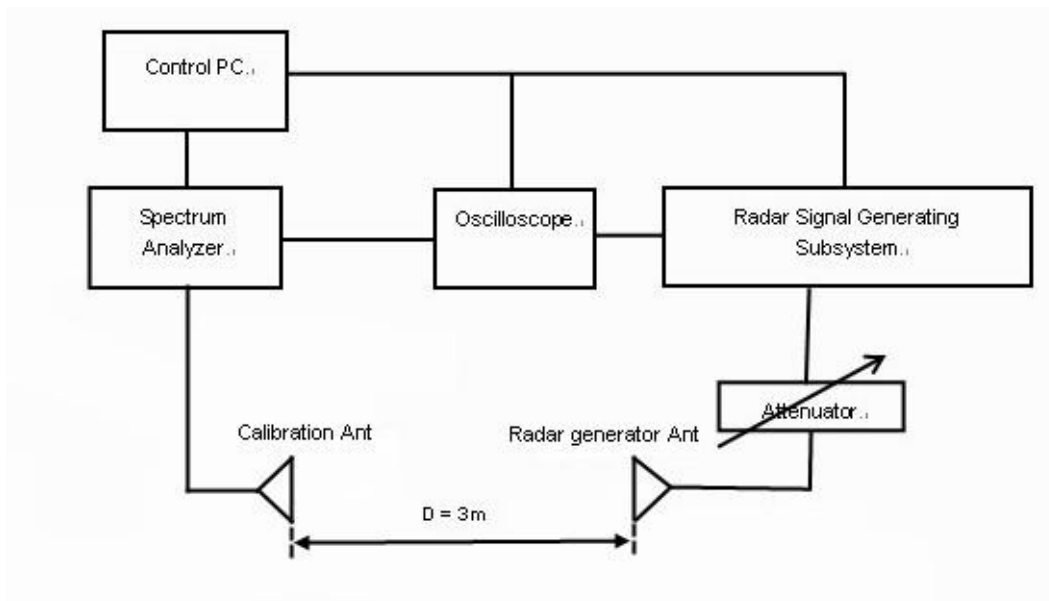 Control PC.
Spectrum
Analyzer.
Oscilloscope.
Radar Signal Generating
Subsystem.
Attenuator.
Calibration Ant
Radar generator Ant
D = 3m